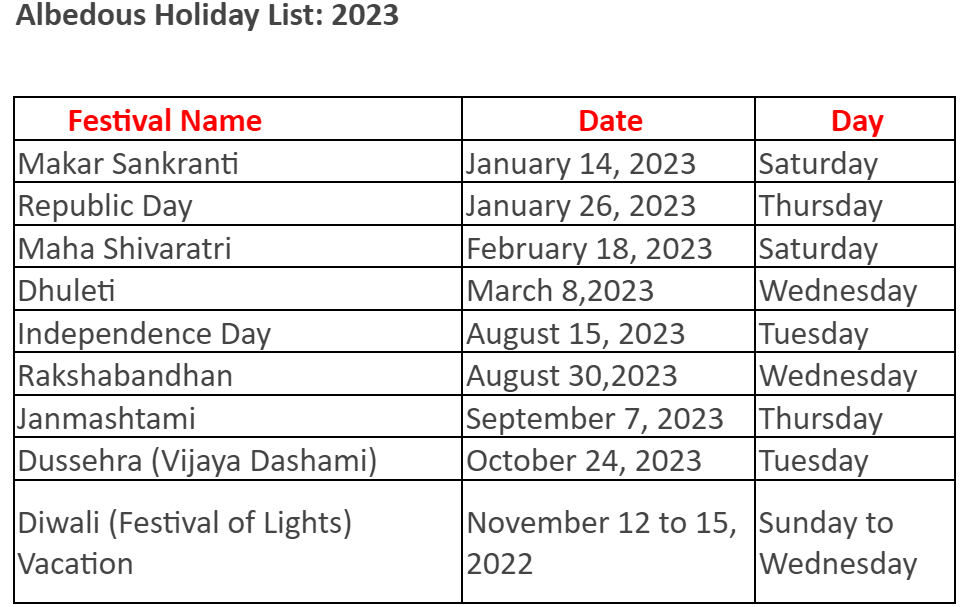 Albedous Holiday List: 2023
Festival Name Date Day
Makar Sankranti January 14, 2023 Saturday
Republic Day January 26, 2023 Thursday
Maha Shivaratri February 18, 2023 Saturday
Dhuleti March 8,2023 Wednesday
Independence Day August 15, 2023 Tuesday
Rakshabandhan August 30,2023 Wednesday
Janmashtami September 7, 2023 Thursday
Dussehra (Vijaya Dashami) October 24, 2023 Tuesday
Diwali (Festival of Lights) November 12 to 15, Sunday to
Vacation 2022 Wednesday